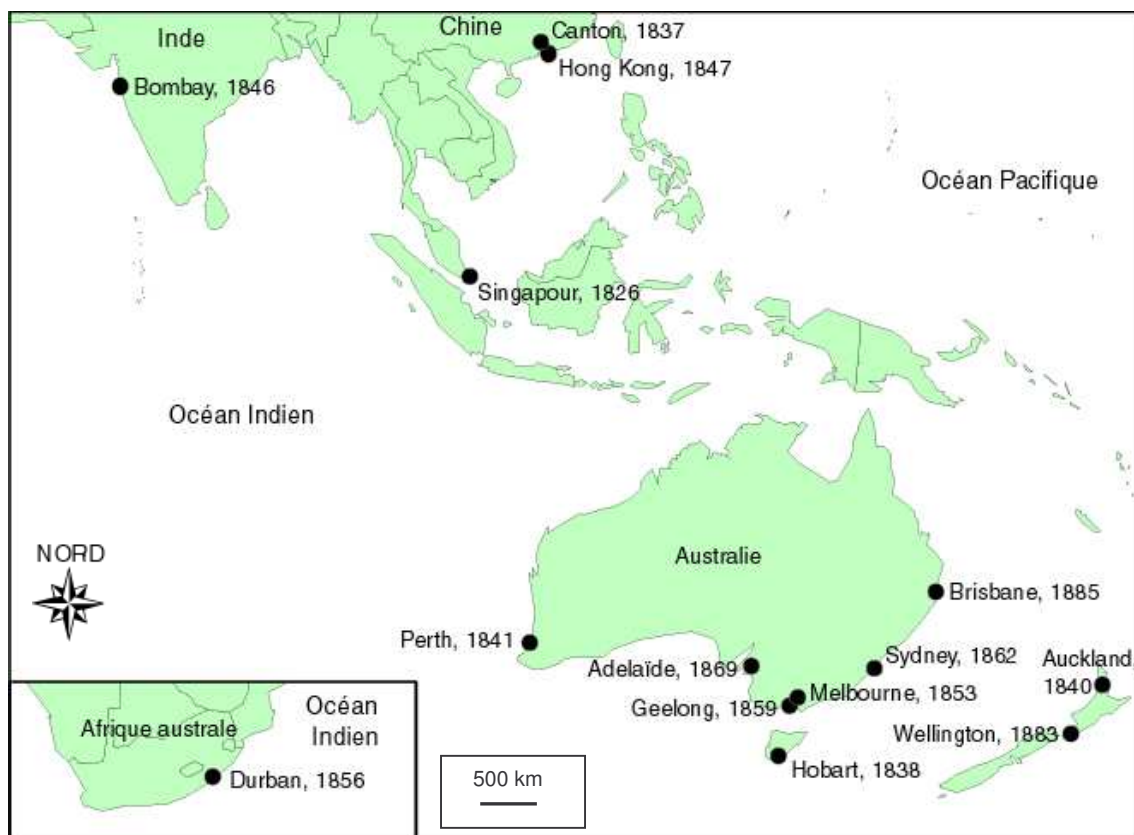 Inde
Chine
Canton, 1837
Hong Kong, 1847
Bombay, 1846
Océan Pacifique
Singapour, 1826
Océan Indien
NORD
Australie
Brisbane, 1885
Perth, 1841
Adelaïde, 1869
Sydney, 1862
Auckland,
1840
Melbourne, 1853
Geelong, 1859
Wellington, 1883
Hobart, 1838
Océan
Indien
Afrique australe
Durban, 1856
500 km